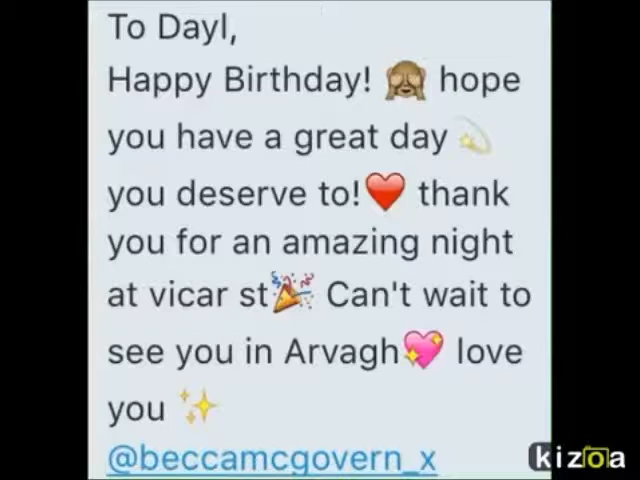 To Dayl,
Happy Birthday! 🙈 hope
you have a great day 💫
you deserve to!❤️ thank
you for an amazing night
at vicar st🎉 Can't wait to
see you in Arvagh💖 love
you ✨
@beccamcgovern_x
kizoa